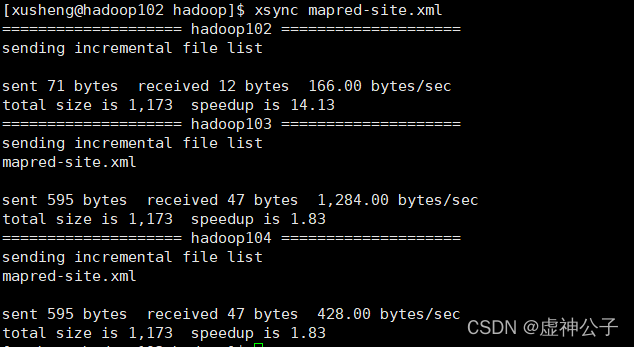 [xusheng@hadoop102 hadoop]$ xsync mapred-site.xml
==================== hadoop102 ====================
sending incremental file list
sent 71 bytes  received 12 bytes  166.00 bytes/sec
total size is 1,173  speedup is 14.13
==================== hadoop103 ====================
sending incremental file list
mapred-site.xml
sent 595 bytes  received 47 bytes  1,284.00 bytes/sec
total size is 1,173  speedup is 1.83
==================== hadoop104 ====================
sending incremental file list
mapred-site.xml
sent 595 bytes  received 47 bytes  428.00 bytes/sec
total size is 1,173  speedup is 1.83
CSDN @虚神公子